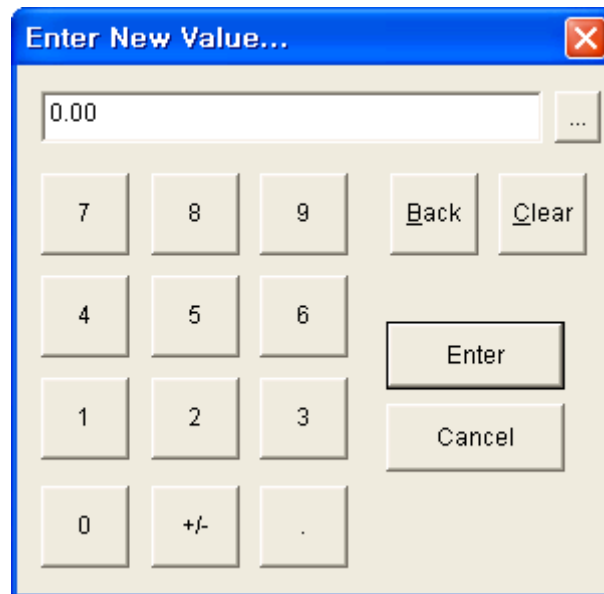 Enter New Value...
0.00
...
7 8 9 Back Clear
4 5 6
Enter
1 2 3
Cancel
0 +/- .